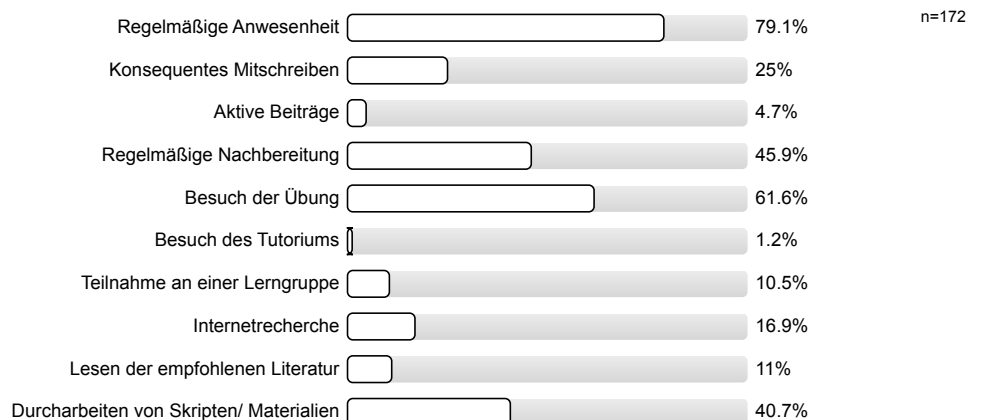 Regelmäßige Anwesenheit 79.1% n=172
Konsequentes Mitschreiben 25%
Aktive Beiträge 4.7%
Regelmäßige Nachbereitung 45.9%
Besuch der Übung 61.6%
Besuch des Tutoriums 1.2%
Teilnahme an einer Lerngruppe 10.5%
Internetrecherche 16.9%
Lesen der empfohlenen Literatur 11%
Durcharbeiten von Skripten/ Materialien 40.7%